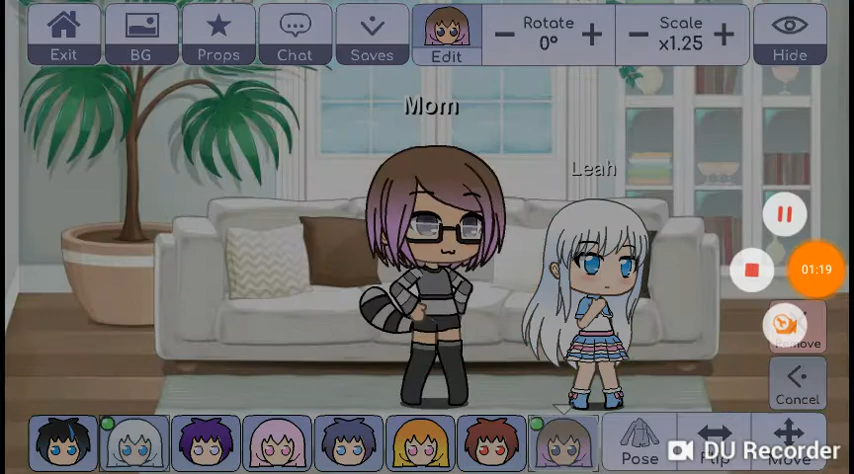 Exit
BG
Props
Chat
Saves
Edit
Rotate
0°
Scale
x1.25
Hide
Mom
Leah
01:19
Remove
Cancel
Pose
Flip
Move
DU Recorder